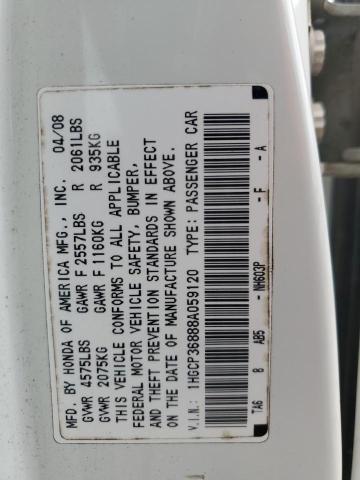 MFD. BY HONDA OF AMERICA MFG., INC. 04/08
GVWR 4575LBS GAWR F 2557LBS R 2061LBS
GVWR 2075KG GAWR F 1160KG R 935KG
THIS VEHICLE CONFORMS TO ALL APPLICABLE
FEDERAL MOTOR VEHICLE SAFETY, BUMPER,
AND THEFT PREVENTION STANDARDS IN EFFECT
ON THE DATE OF MANUFACTURE SHOWN ABOVE.
V.I.N.: 1HGCP36888A059120 TYPE: PASSENGER CAR
TA6 8 AB5 - NH603P - F - A